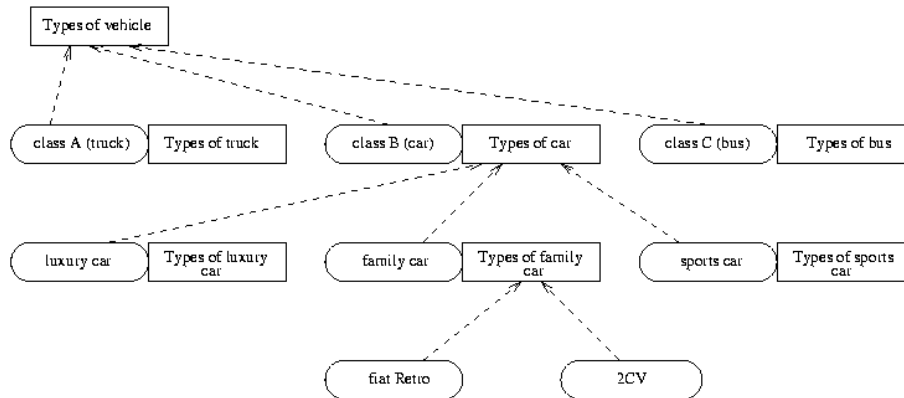 Types of vehicle
class A (truck)
Types of truck
class B (car)
Types of car
class C (bus)
Types of bus
luxury car
Types of luxury
car
family car
Types of family
car
sports car
Types of sports
car
fiat Retro
2CV